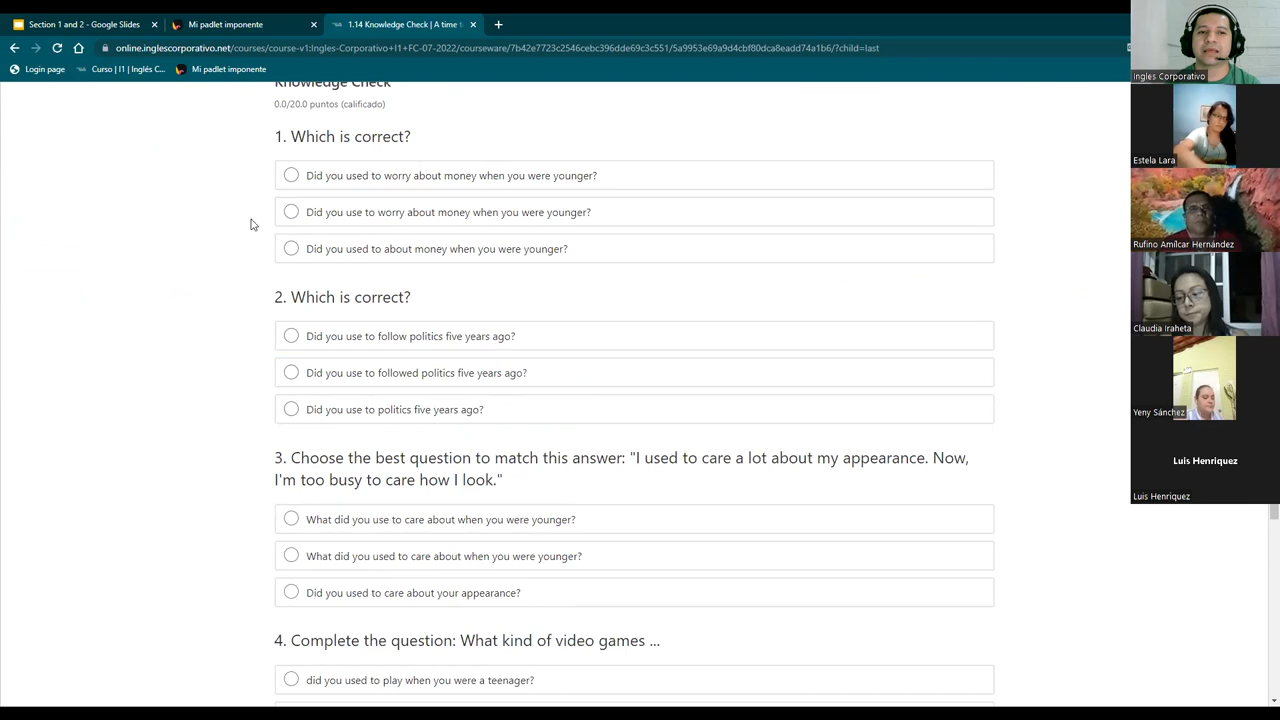 Section 1 and 2 - Google Slides
Mi padlet imponente
1.14 Knowledge Check | A time t
online.inglescorporativo.net/courses/course-v1:Ingles-Corporativo+I1+FC-07-2022/courseware/7b42e7723c2546cebc396dde69c3c551/5a9953e69a9d4cbf80dca8eadd74a1b6/?child=last
Login page
Curso | I1 | Inglés C...
Mi padlet imponente
Knowledge Check
0.0/20.0 puntos (calificado)
1. Which is correct?
Did you used to worry about money when you were younger?
Did you use to worry about money when you were younger?
Did you used to about money when you were younger?
2. Which is correct?
Did you use to follow politics five years ago?
Did you use to followed politics five years ago?
Did you use to politics five years ago?
3. Choose the best question to match this answer: "I used to care a lot about my appearance. Now,
I'm too busy to care how I look."
What did you use to care about when you were younger?
What did you used to care about when you were younger?
Did you used to care about your appearance?
4. Complete the question: What kind of video games ...
did you used to play when you were a teenager?
Ingles Corporativo
Estela Lara
Rufino Amílcar Hernández
Claudia Iraheta
Yeny Sánchez
Luis Henriquez
Luis Henriquez